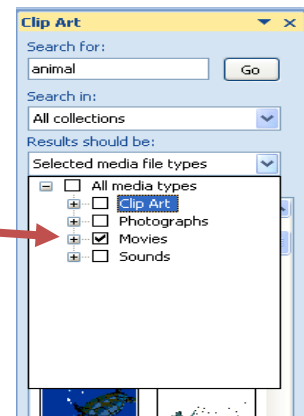 Clip Art
Search for:
animal Go
Search in:
All collections
Results should be:
Selected media file types
All media types
Clip Art
Photographs
Movies
Sounds